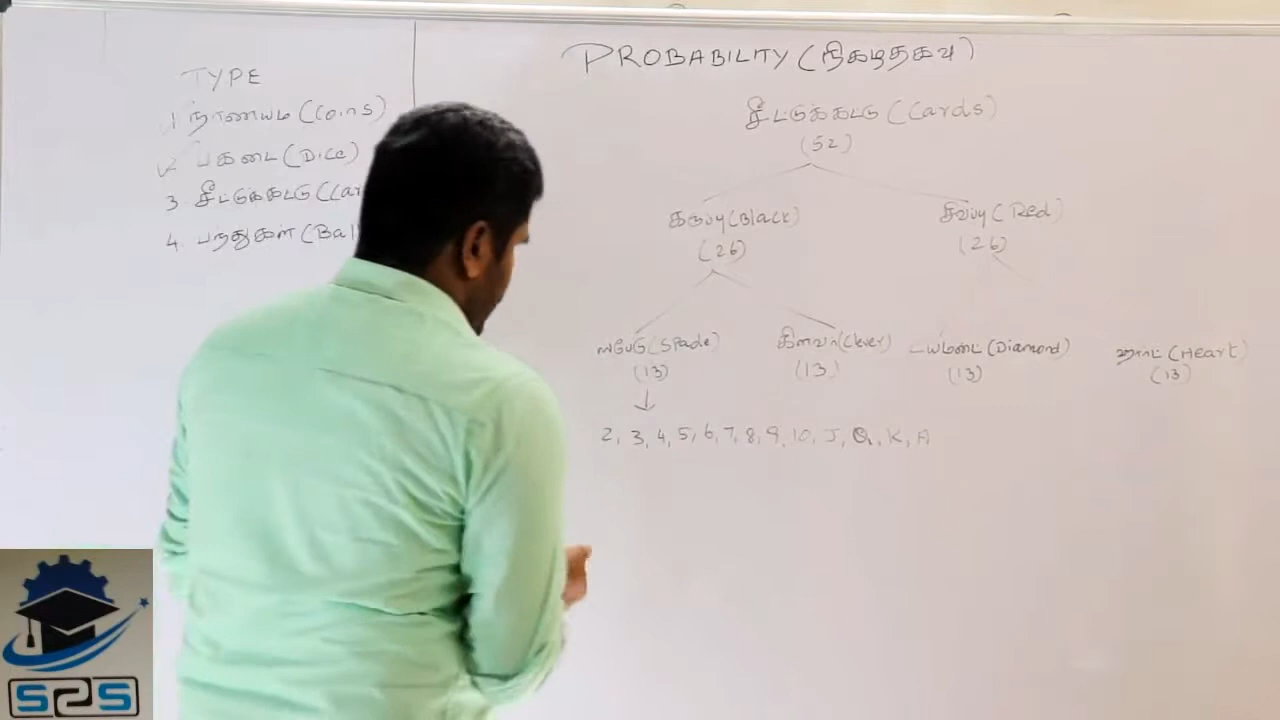 PROBABILITY (நிகழ்தகவு)
TYPE
1 நாணயம் (Coins)
2 பகடை (Dice)
3 சீட்டுக்கட்டு (Car
4 பந்துகள் (Bal
சீட்டுக்கட்டு (Cards)
(52)
கருப்பு (Black) சிவப்பு (Red)
(26) (26)
ஸ்பேடு (Spade) கிளவர் (Clever) டயமண்ட் (Diamond) ஹார்ட் (Heart)
(13) (13) (13) (13)
2, 3, 4, 5, 6, 7, 8, 9, 10, J, Q, K, A
S2S